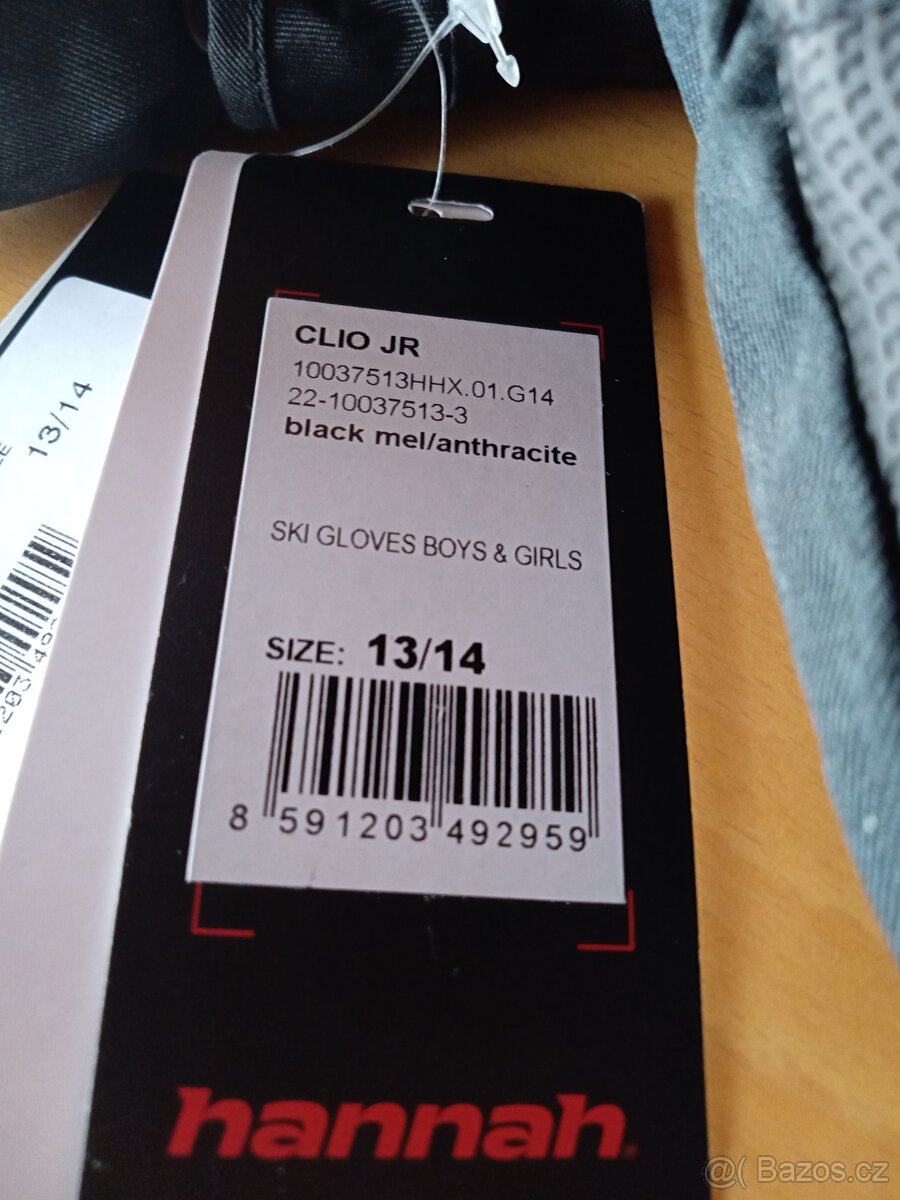 CLIO JR
10037513HHX.01.G14
22-10037513-3
black mel/anthracite
SKI GLOVES BOYS & GIRLS
SIZE: 13/14
8 591203 492959
hannah
13/14
@( Bazos.cz